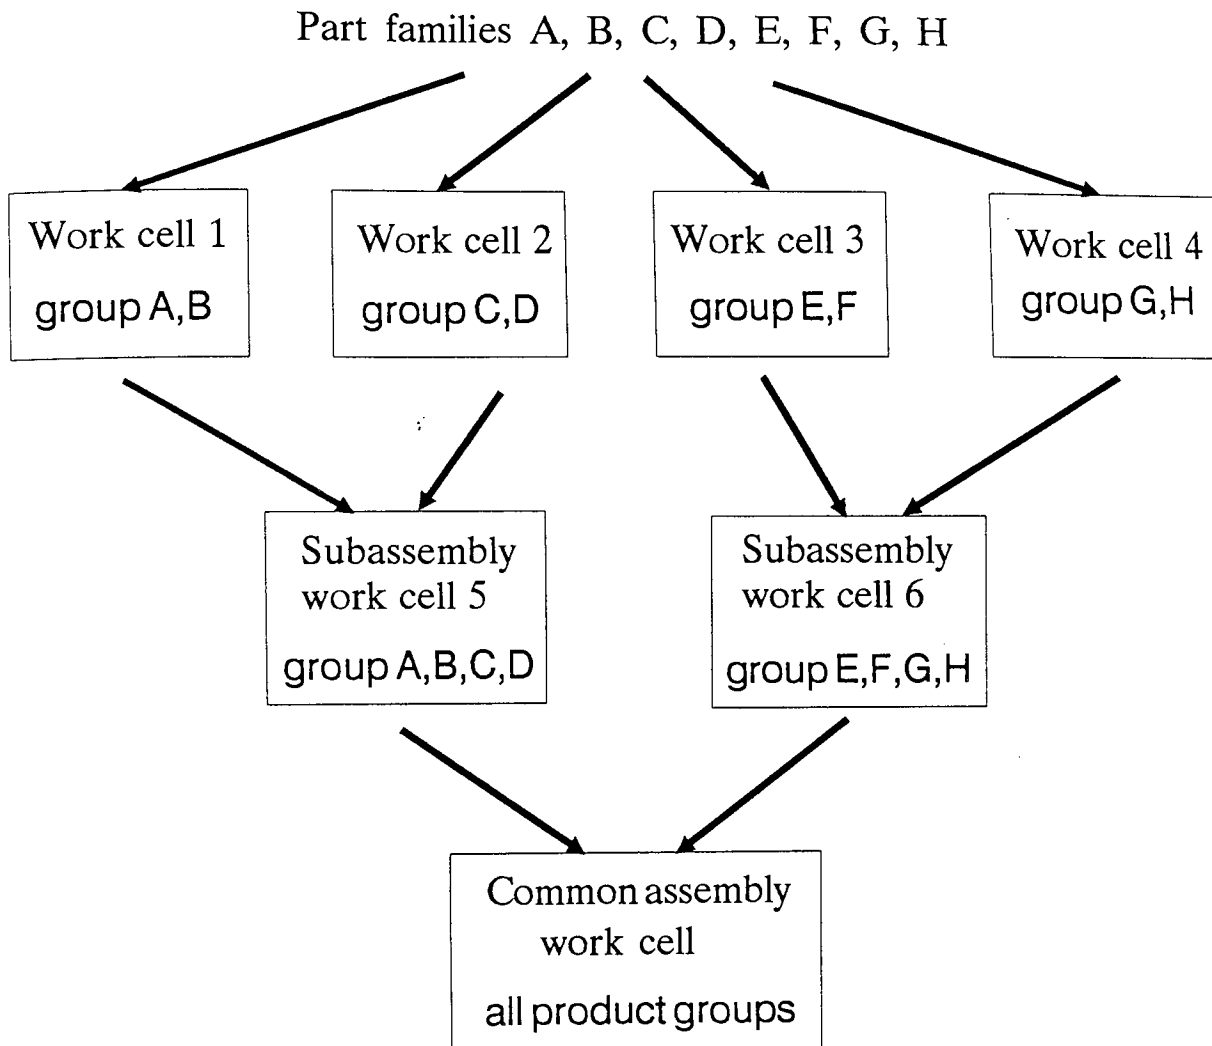 Part families A, B, C, D, E, F, G, H
Work cell 1
group A,B
Work cell 2
group C,D
Work cell 3
group E,F
Work cell 4
group G,H
Subassembly
work cell 5
group A,B,C,D
Subassembly
work cell 6
group E,F,G,H
Common assembly
work cell
all product groups